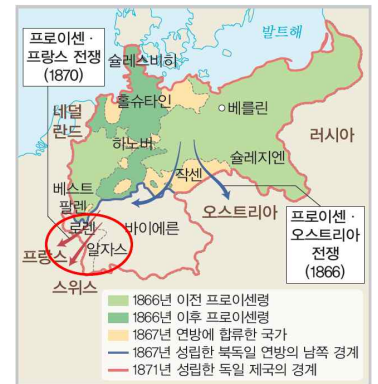 프로이센·
프랑스 전쟁
(1870)
발트해
슐레스비히
홀슈타인
베를린
네덜
란드
러시아
하노버
슐레지엔
작센
베스트
팔렌
오스트리아
프로이센·
오스트리아
전쟁
(1866)
로렌
바이에른
알자스
프랑스
스위스
1866년 이전 프로이센령
1866년 이후 프로이센령
1867년 연방에 합류한 국가
1867년 성립한 북독일 연방의 남쪽 경계
1871년 성립한 독일 제국의 경계